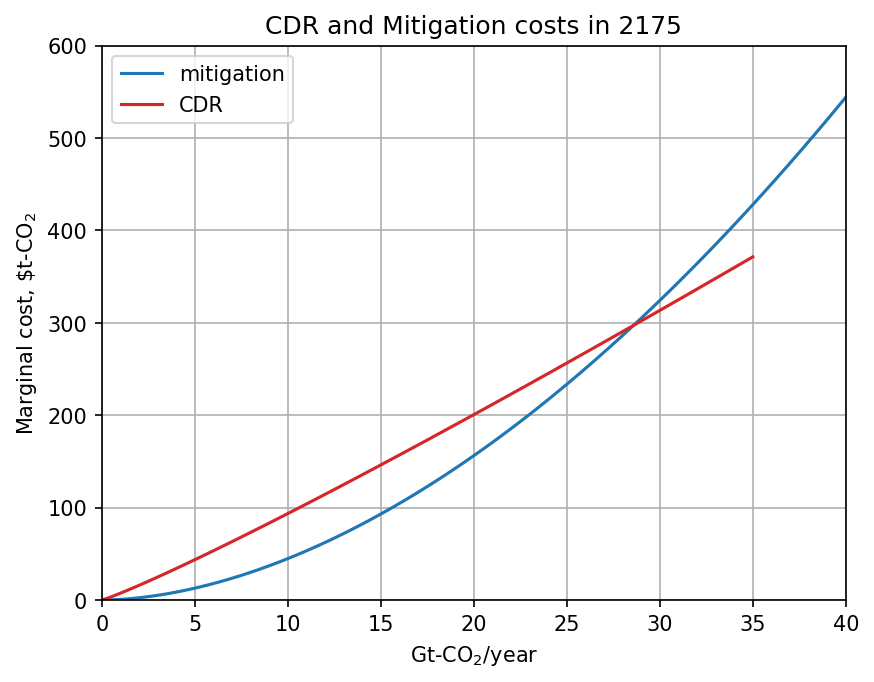 CDR and Mitigation costs in 2175
600
500
400
300
200
100
0
Marginal cost, $t-CO₂
mitigation
CDR
0 5 10 15 20 25 30 35 40
Gt-CO₂/year